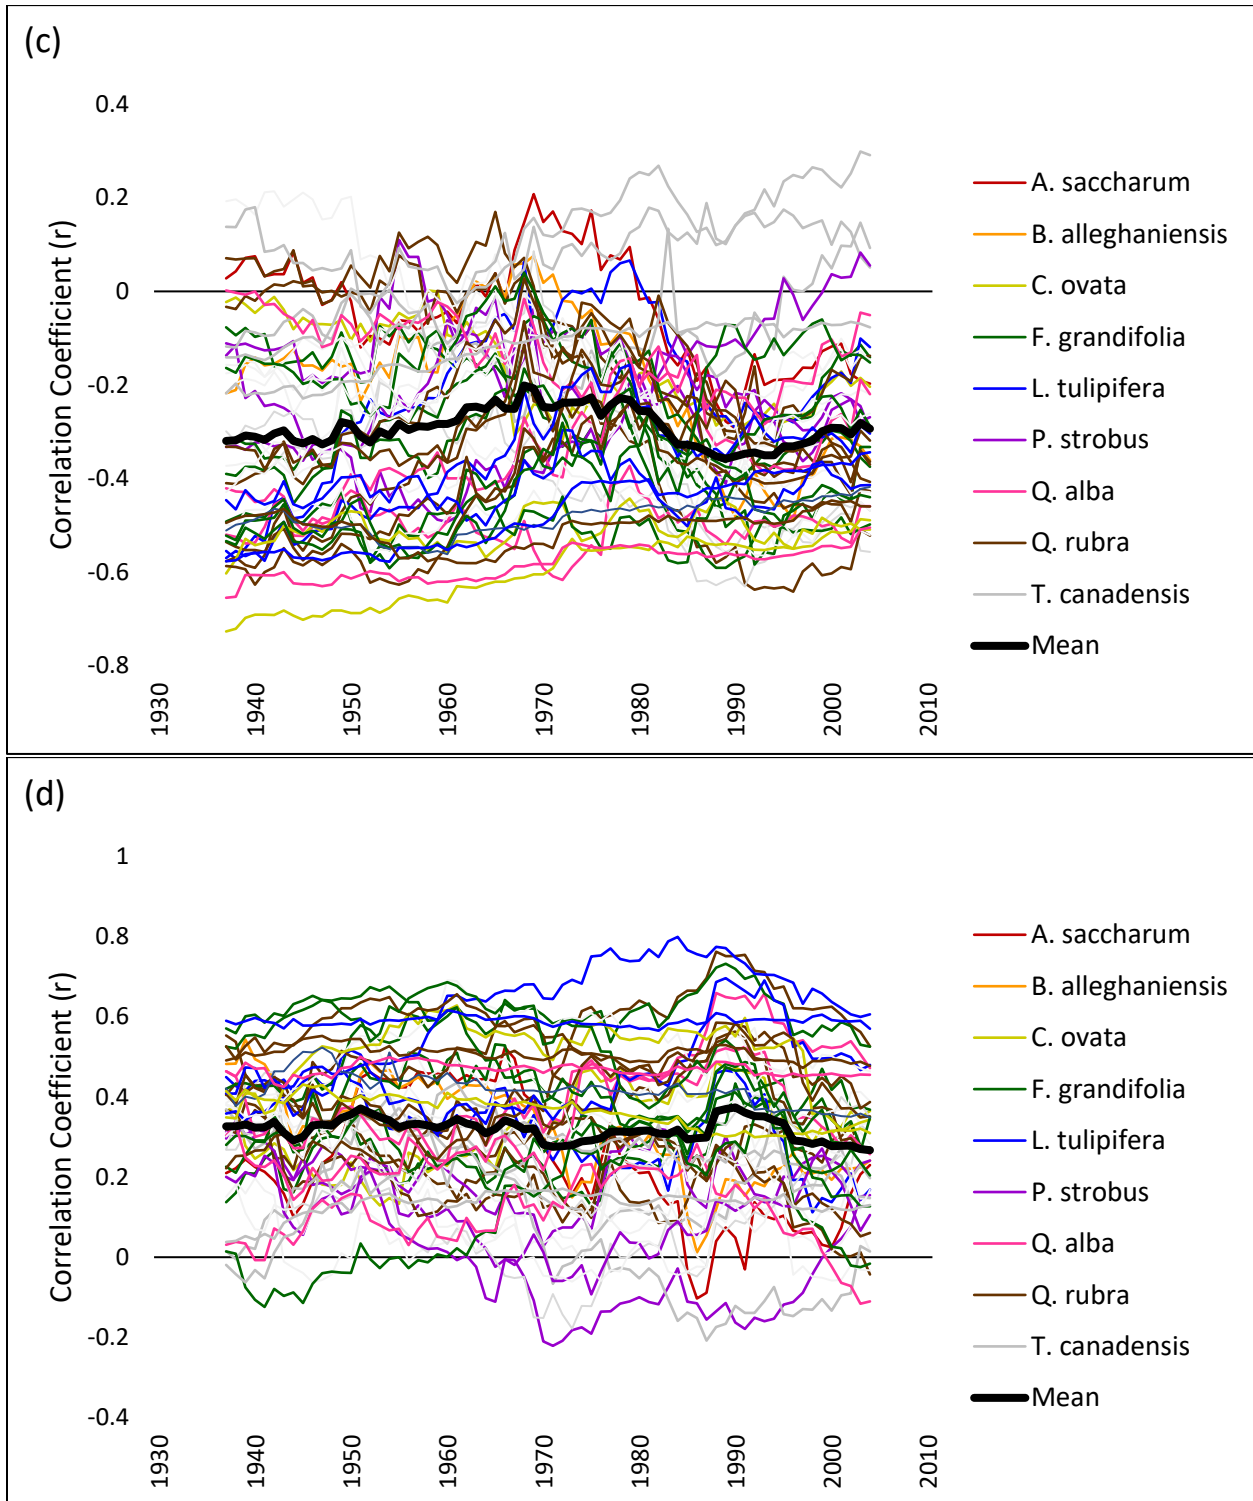 (c)
0.4
0.2
0
-0.2
-0.4
-0.6
-0.8
Correlation Coefficient (r)
1930
1940
1950
1960
1970
1980
1990
2000
2010
A. saccharum
B. alleghaniensis
C. ovata
F. grandifolia
L. tulipifera
P. strobus
Q. alba
Q. rubra
T. canadensis
Mean
(d)
1
0.8
0.6
0.4
0.2
0
-0.2
-0.4
Correlation Coefficient (r)
1930
1940
1950
1960
1970
1980
1990
2000
2010
A. saccharum
B. alleghaniensis
C. ovata
F. grandifolia
L. tulipifera
P. strobus
Q. alba
Q. rubra
T. canadensis
Mean